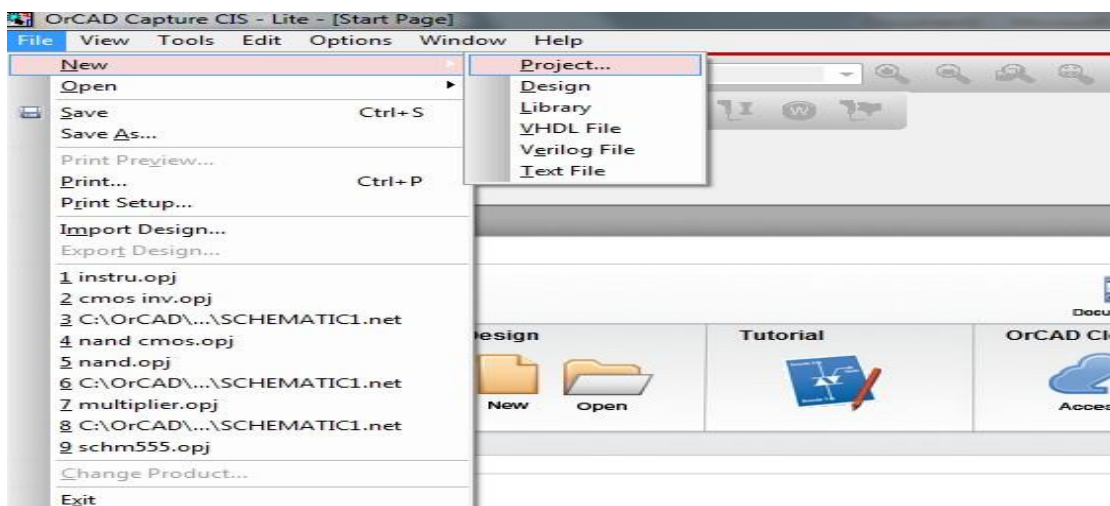 OrCAD Capture CIS - Lite - [Start Page]
File View Tools Edit Options Window Help
New
Open
Save Ctrl+S
Save As...
Print Preview...
Print... Ctrl+P
Print Setup...
Import Design...
Export Design...
1 instru.opj
2 cmos inv.opj
3 C:\OrCAD\...\SCHEMATIC1.net
4 nand cmos.opj
5 nand.opj
6 C:\OrCAD\...\SCHEMATIC1.net
7 multiplier.opj
8 C:\OrCAD\...\SCHEMATIC1.net
9 schm555.opj
Change Product...
Exit
Project...
Design
Library
VHDL File
Verilog File
Text File
W
Docu
esign
New Open
Tutorial
OrCAD Cl
Acces